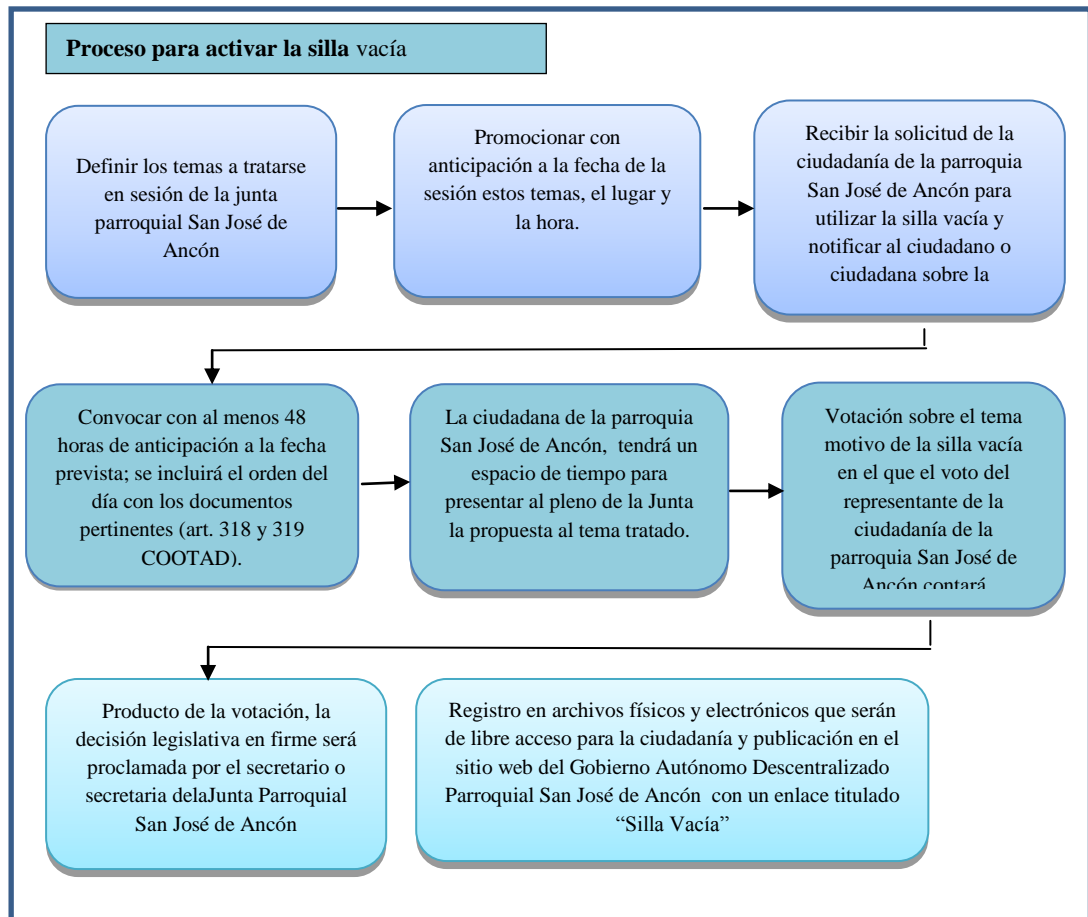 Proceso para activar la silla vacía
Definir los temas a tratarse
en sesión de la junta
parroquial San José de
Ancón
Promocionar con
anticipación a la fecha de la
sesión estos temas, el lugar y
la hora.
Recibir la solicitud de la
ciudadanía de la parroquia
San José de Ancón para
utilizar la silla vacía y
notificar al ciudadano o
ciudadana sobre la
Convocar con al menos 48
horas de anticipación a la fecha
prevista; se incluirá el orden del
día con los documentos
pertinentes (art. 318 y 319
COOTAD).
La ciudadana de la parroquia
San José de Ancón, tendrá un
espacio de tiempo para
presentar al pleno de la Junta
la propuesta al tema tratado.
Votación sobre el tema
motivo de la silla vacía
en el que el voto del
representante de la
ciudadanía de la
parroquia San José de
Ancón contará
Producto de la votación, la
decisión legislativa en firme será
proclamada por el secretario o
secretaria delaJunta Parroquial
San José de Ancón
Registro en archivos físicos y electrónicos que serán
de libre acceso para la ciudadanía y publicación en el
sitio web del Gobierno Autónomo Descentralizado
Parroquial San José de Ancón con un enlace titulado
“Silla Vacía”